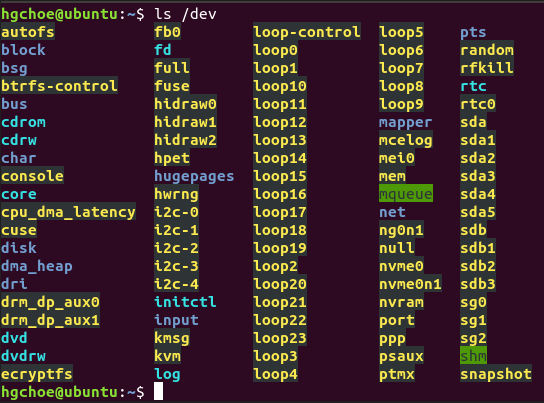 hgchoe@ubuntu:~$ ls /dev
autofs fb0 loop-control loop5 pts
block fd loop0 loop6 random
bsg full loop1 loop7 rfkill
btrfs-control fuse loop10 loop8 rtc
bus hidraw0 loop11 loop9 rtc0
cdrom hidraw1 loop12 mapper sda
cdrw hidraw2 loop13 mcelog sda1
char hpet loop14 mei0 sda2
console hugepages loop15 mem sda3
core hwrng loop16 mqueue sda4
cpu_dma_latency i2c-0 loop17 net sda5
cuse i2c-1 loop18 ng0n1 sdb
disk i2c-2 loop19 null sdb1
dma_heap i2c-3 loop2 nvme0 sdb2
dri i2c-4 loop20 nvme0n1 sdb3
drm_dp_aux0 initctl loop21 nvram sg0
drm_dp_aux1 input loop22 port sg1
dvd kmsg loop23 ppp sg2
dvdrw kvm loop3 psaux shm
ecryptfs log loop4 ptmx snapshot
hgchoe@ubuntu:~$